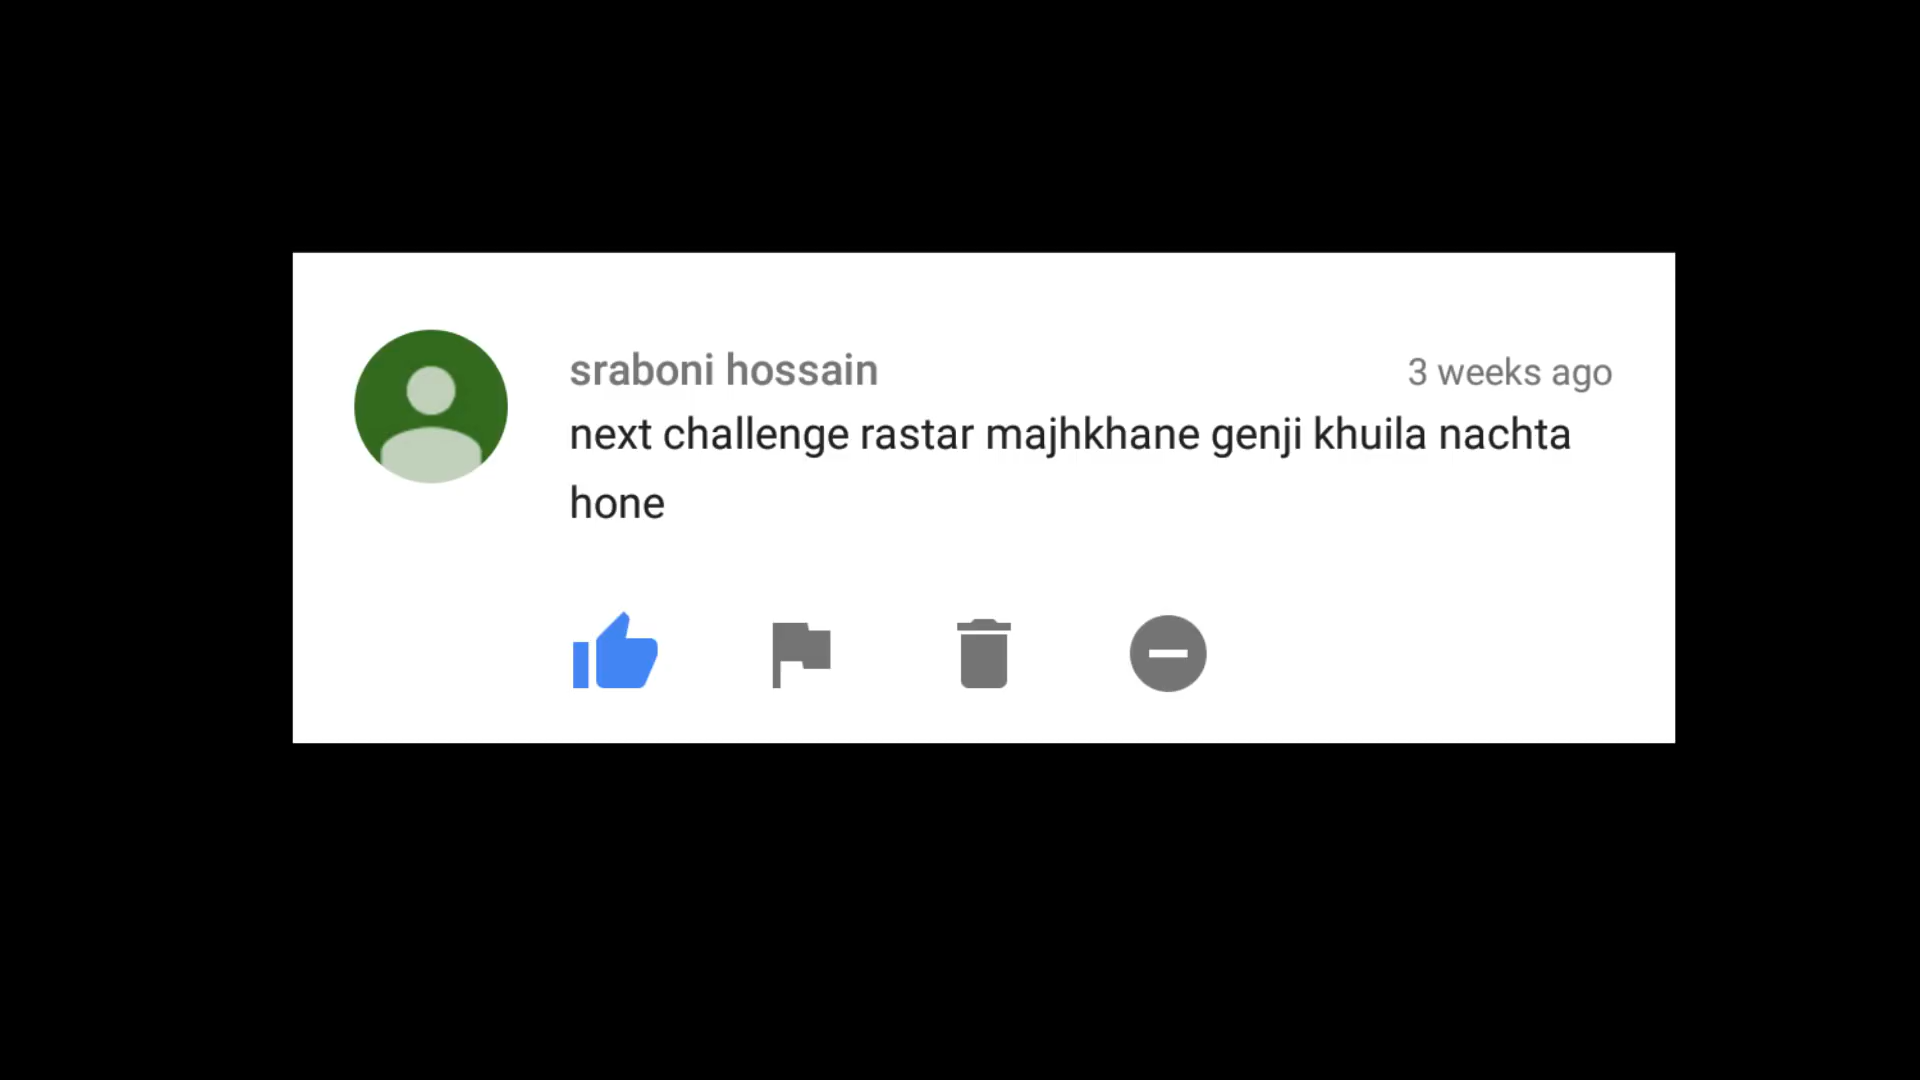 sraboni hossain 3 weeks ago
next challenge rastar majhkhane genji khuila nachta
hone